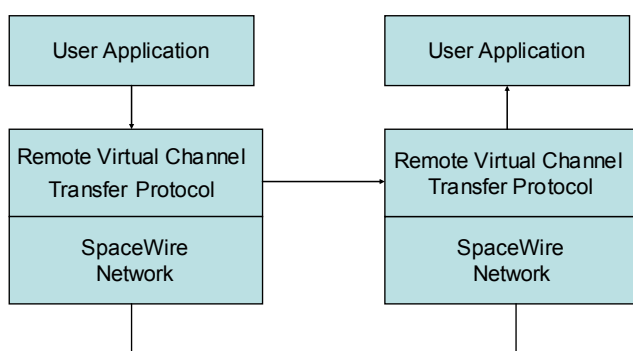 User Application
User Application
Remote Virtual Channel
Transfer Protocol
Remote Virtual Channel
Transfer Protocol
SpaceWire
Network
SpaceWire
Network